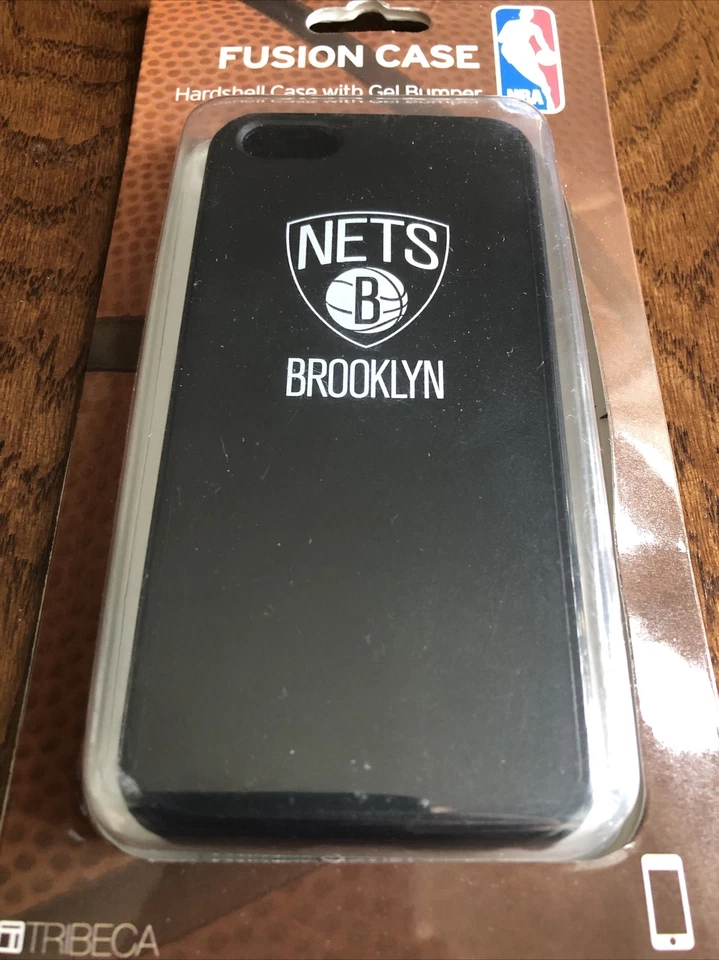 FUSION CASE
NBA
Hardshell Case with Gel Bumper
NETS
B
BROOKLYN
TRIBECA